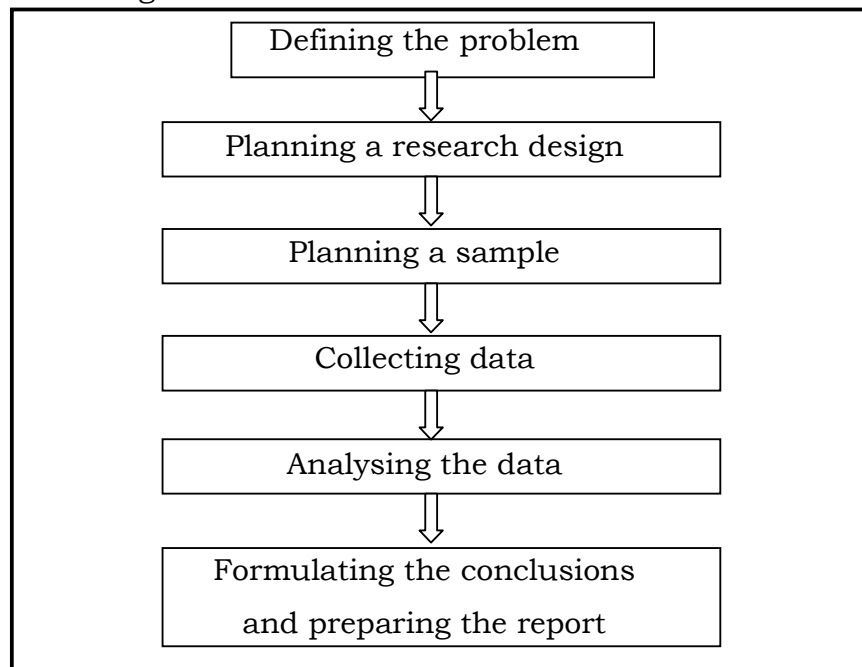 Defining the problem
Planning a research design
Planning a sample
Collecting data
Analysing the data
Formulating the conclusions
and preparing the report